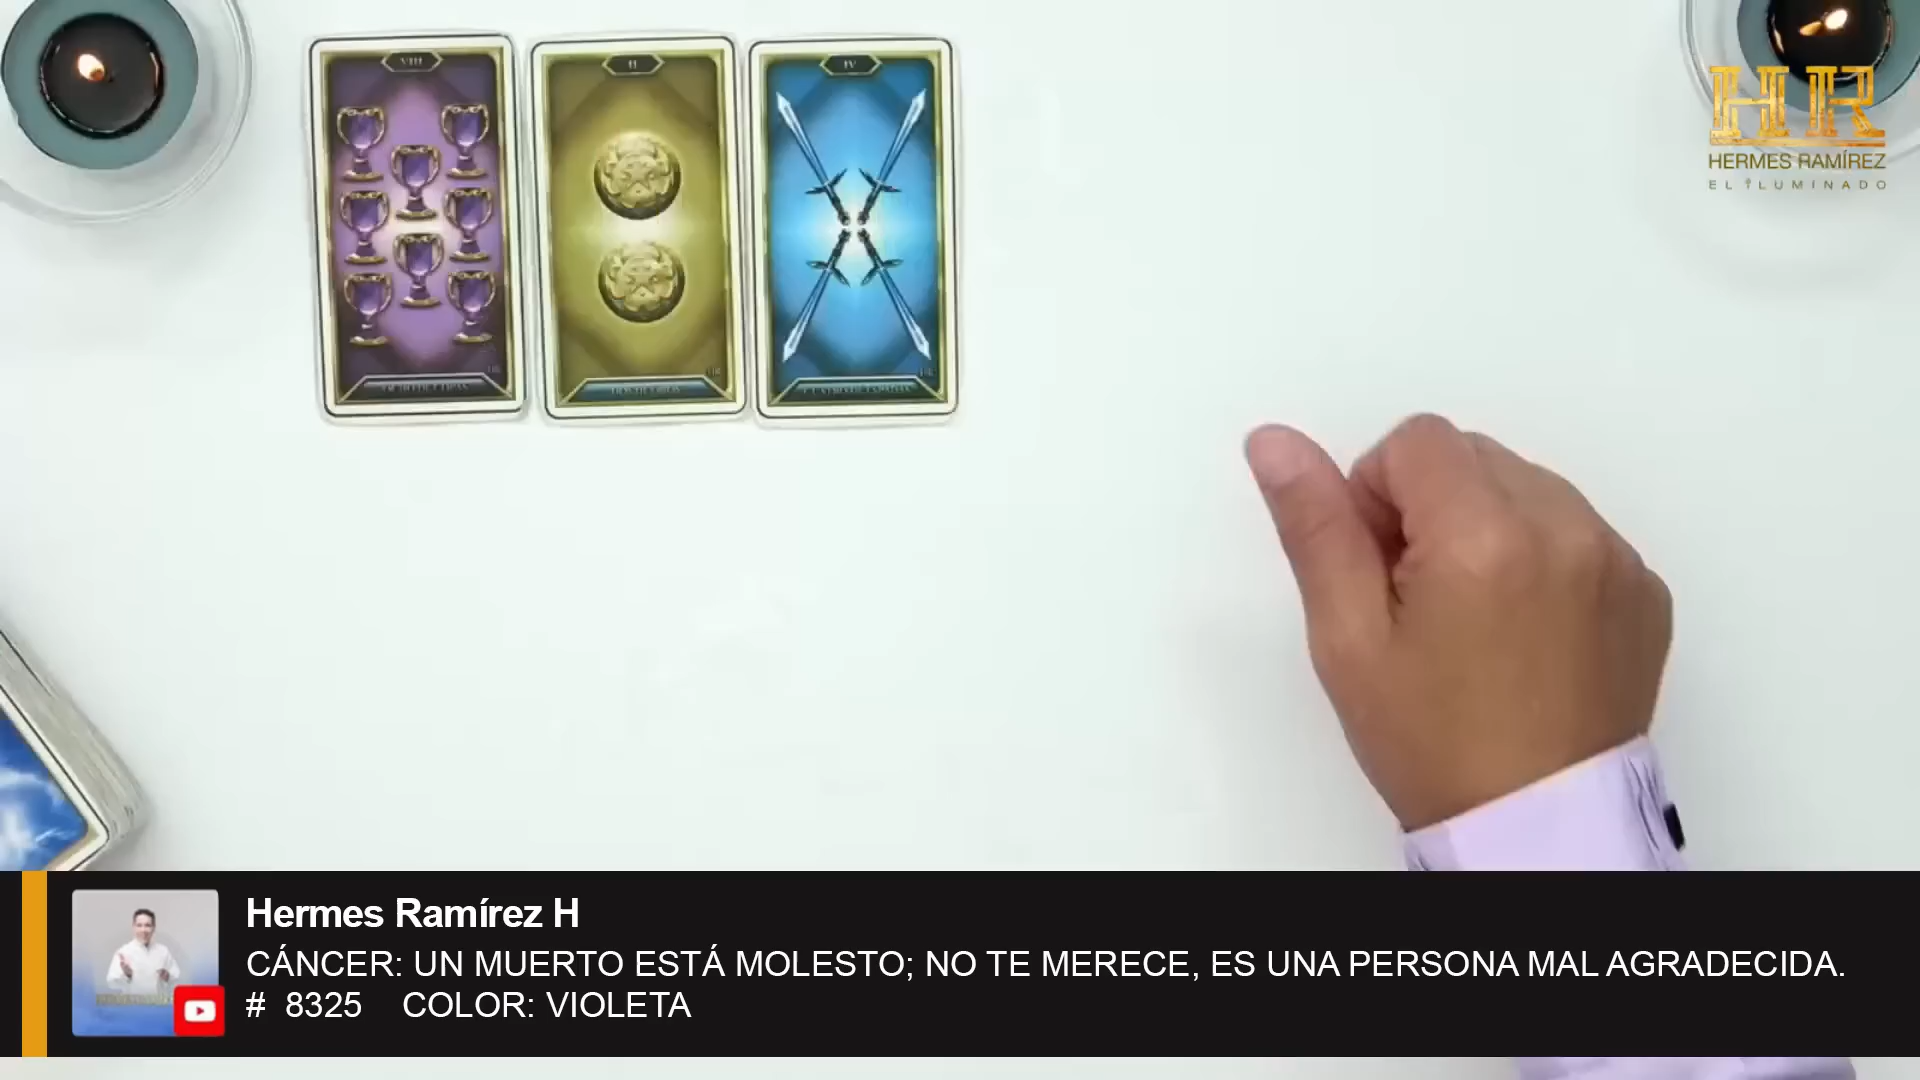 VIII
II
IV
HR
HERMES RAMÍREZ
EL ILUMINADO
Hermes Ramírez H
CÁNCER: UN MUERTO ESTÁ MOLESTO; NO TE MERECE, ES UNA PERSONA MAL AGRADECIDA.
# 8325 COLOR: VIOLETA